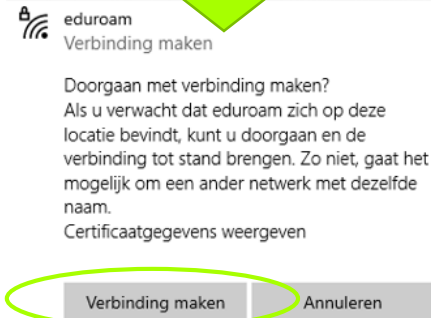 eduroam
Verbinding maken
Doorgaan met verbinding maken?
Als u verwacht dat eduroam zich op deze
locatie bevindt, kunt u doorgaan en de
verbinding tot stand brengen. Zo niet, gaat het
mogelijk om een ander netwerk met dezelfde
naam.
Certificaatgegevens weergeven
Verbinding maken
Annuleren